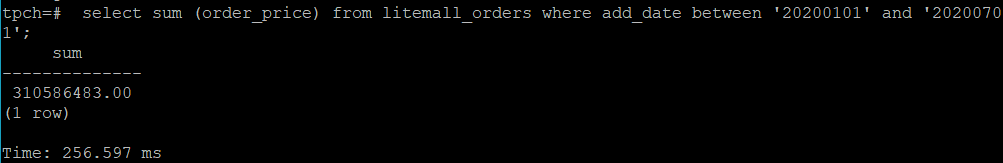 tpch=#  select sum (order_price) from litemall_orders where add_date between '20200101' and '2020070
1';
     sum
--------------
 310586483.00
(1 row)

Time: 256.597 ms